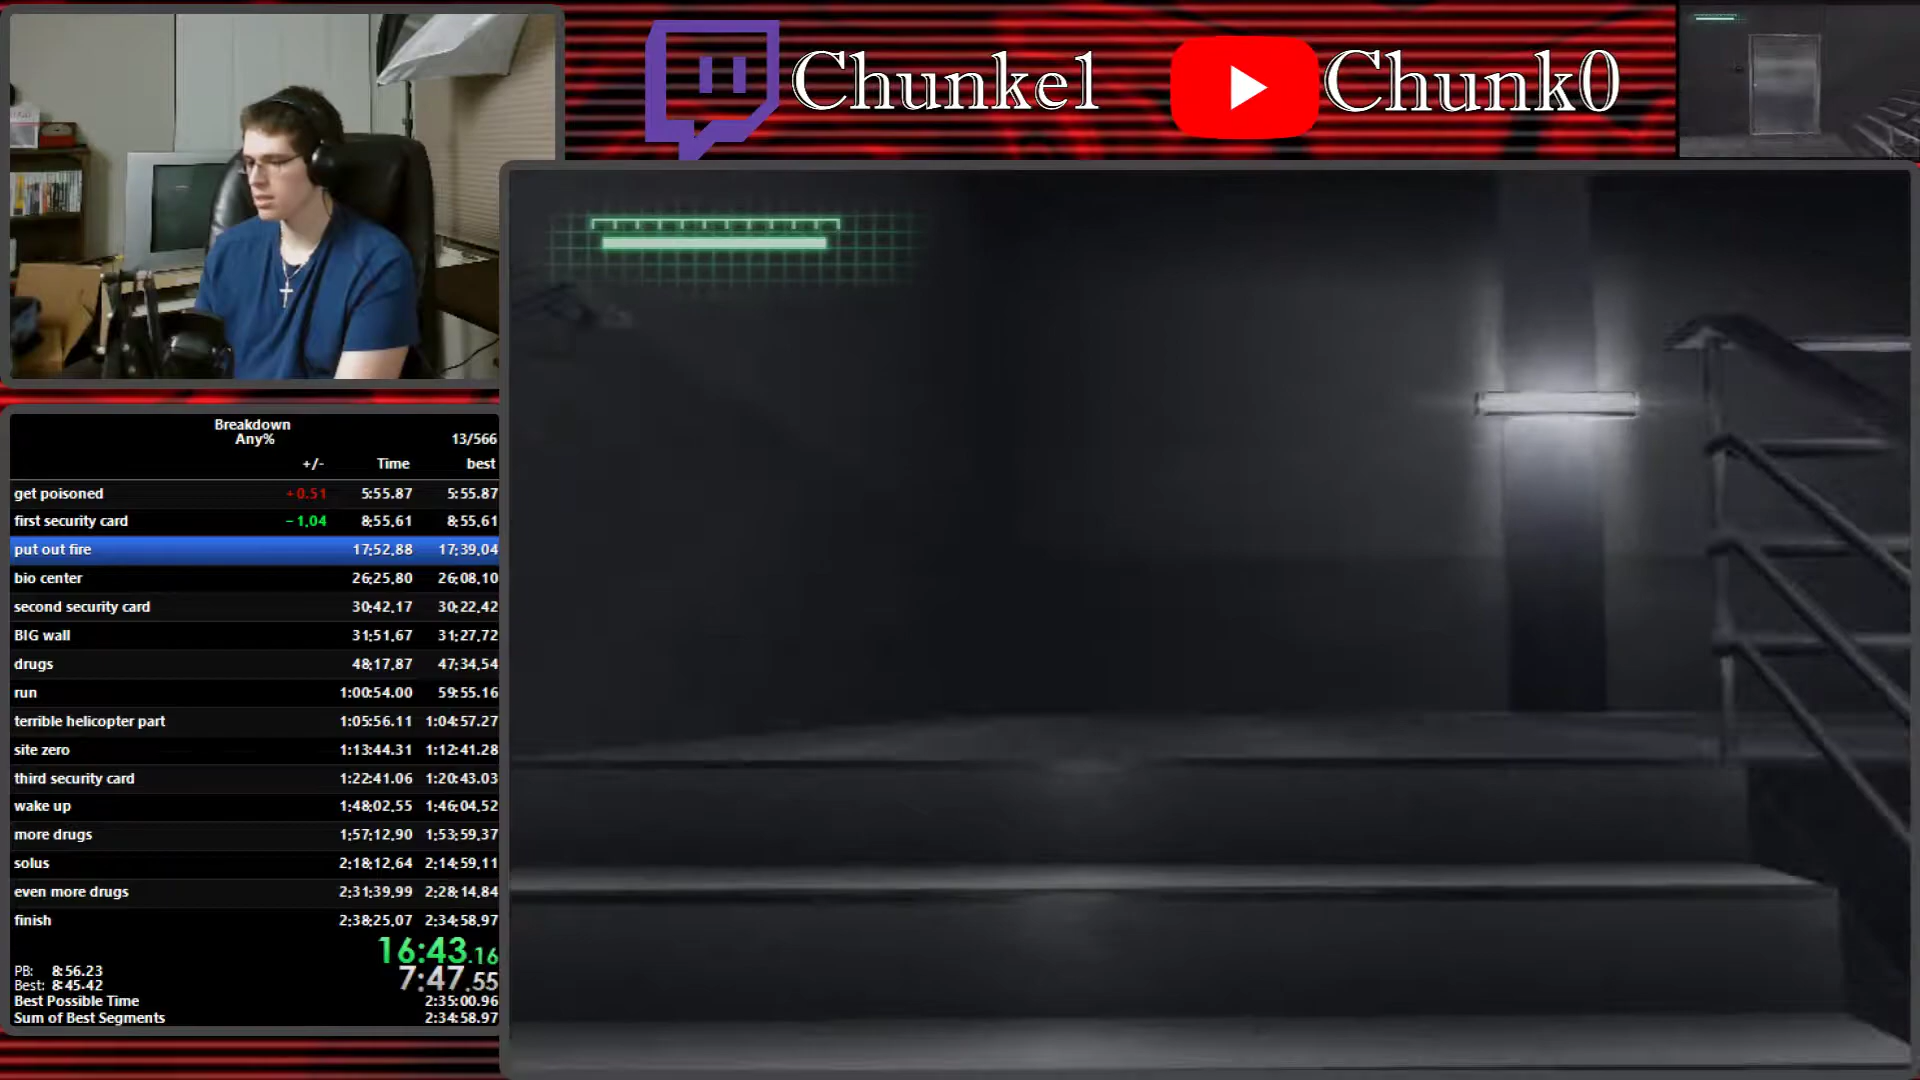 Chunke1
Chunk0
Breakdown
Any% 13/566
+/- Time best
get poisoned +0.51 5:55.87 5:55.87
first security card −1.04 8:55.61 8:55.61
put out fire 17:52.88 17:39.04
bio center 26:25.80 26:08.10
second security card 30:42.17 30:22.42
BIG wall 31:51.67 31:27.72
drugs 48:17.87 47:34.54
run 1:00:54.00 59:55.16
terrible helicopter part 1:05:56.11 1:04:57.27
site zero 1:13:44.31 1:12:41.28
third security card 1:22:41.06 1:20:43.03
wake up 1:48:02.55 1:46:04.52
more drugs 1:57:12.90 1:53:59.37
solus 2:18:12.64 2:14:59.11
even more drugs 2:31:39.99 2:28:14.84
finish 2:38:25.07 2:34:58.97
16:43.16
PB: 8:56.23
7:47.55
Best: 8:45.42
Best Possible Time 2:35:00.96
Sum of Best Segments 2:34:58.97